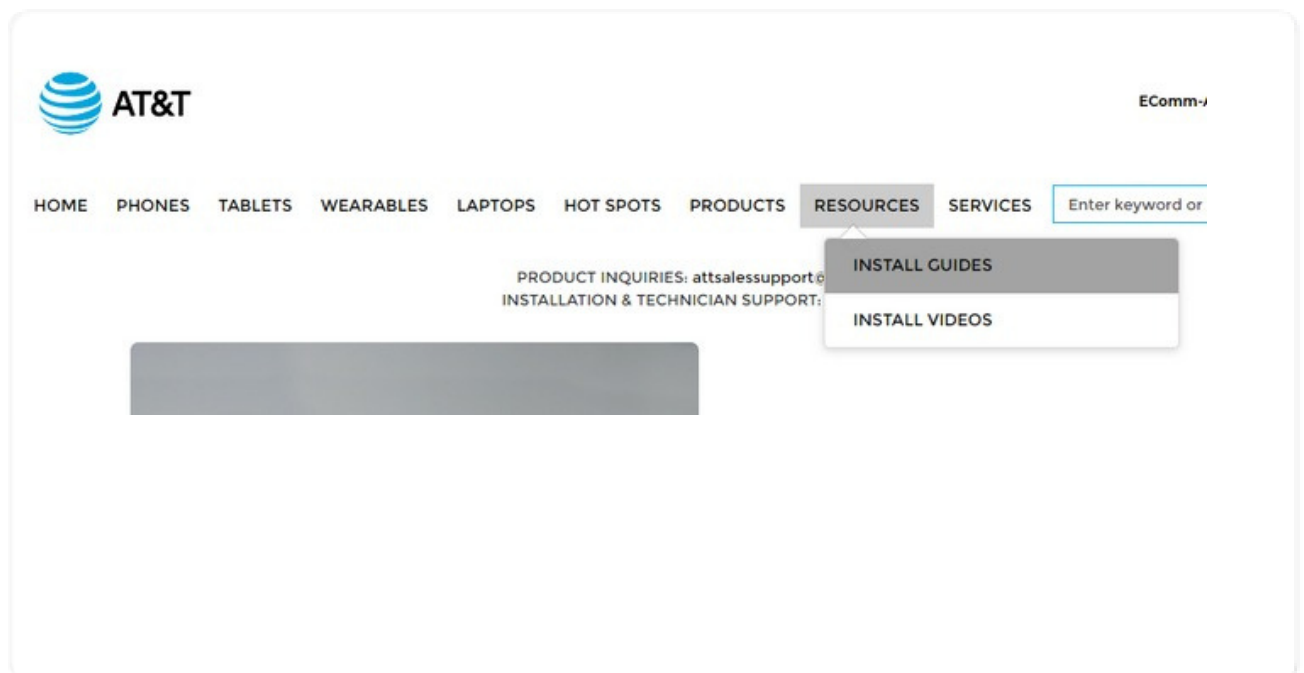 AT&T
EComm-
HOME PHONES TABLETS WEARABLES LAPTOPS HOT SPOTS PRODUCTS RESOURCES SERVICES Enter keyword or
INSTALL GUIDES
PRODUCT INQUIRIES: attsalessupport@
INSTALLATION & TECHNICIAN SUPPORT:
INSTALL VIDEOS